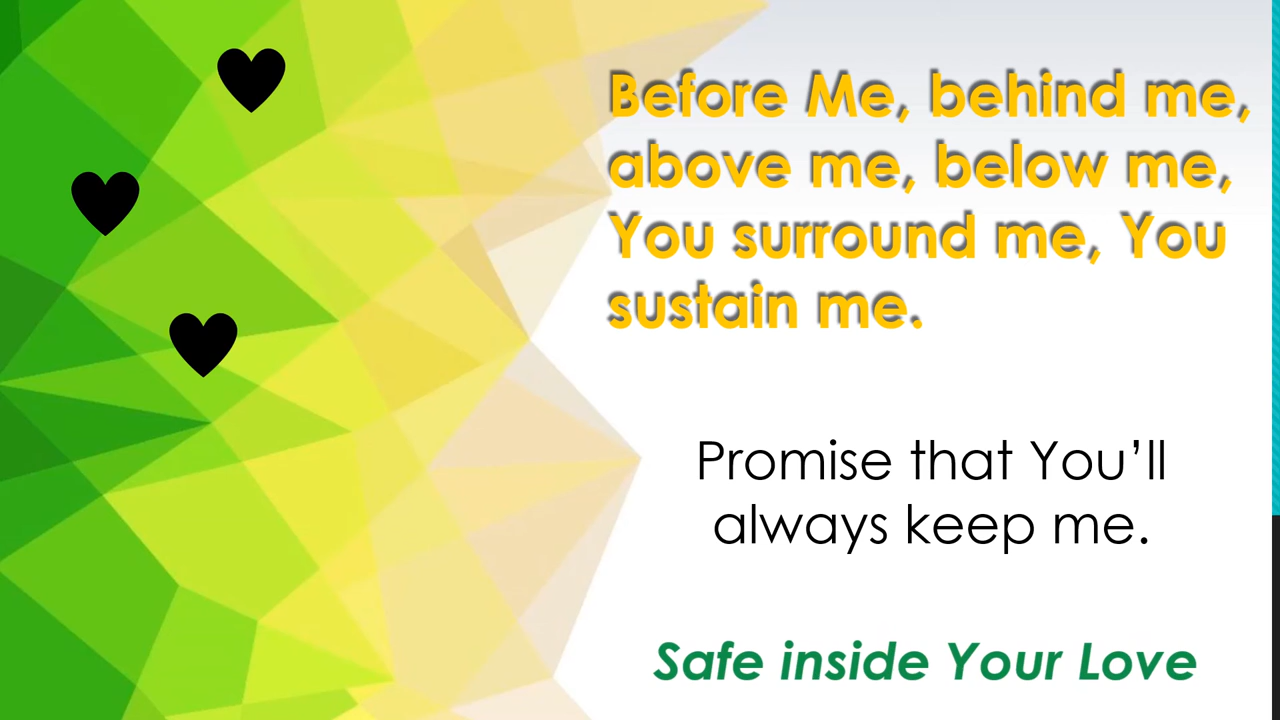 Before Me, behind me,
above me, below me,
You surround me, You
sustain me.
Promise that You’ll
always keep me.
Safe inside Your Love